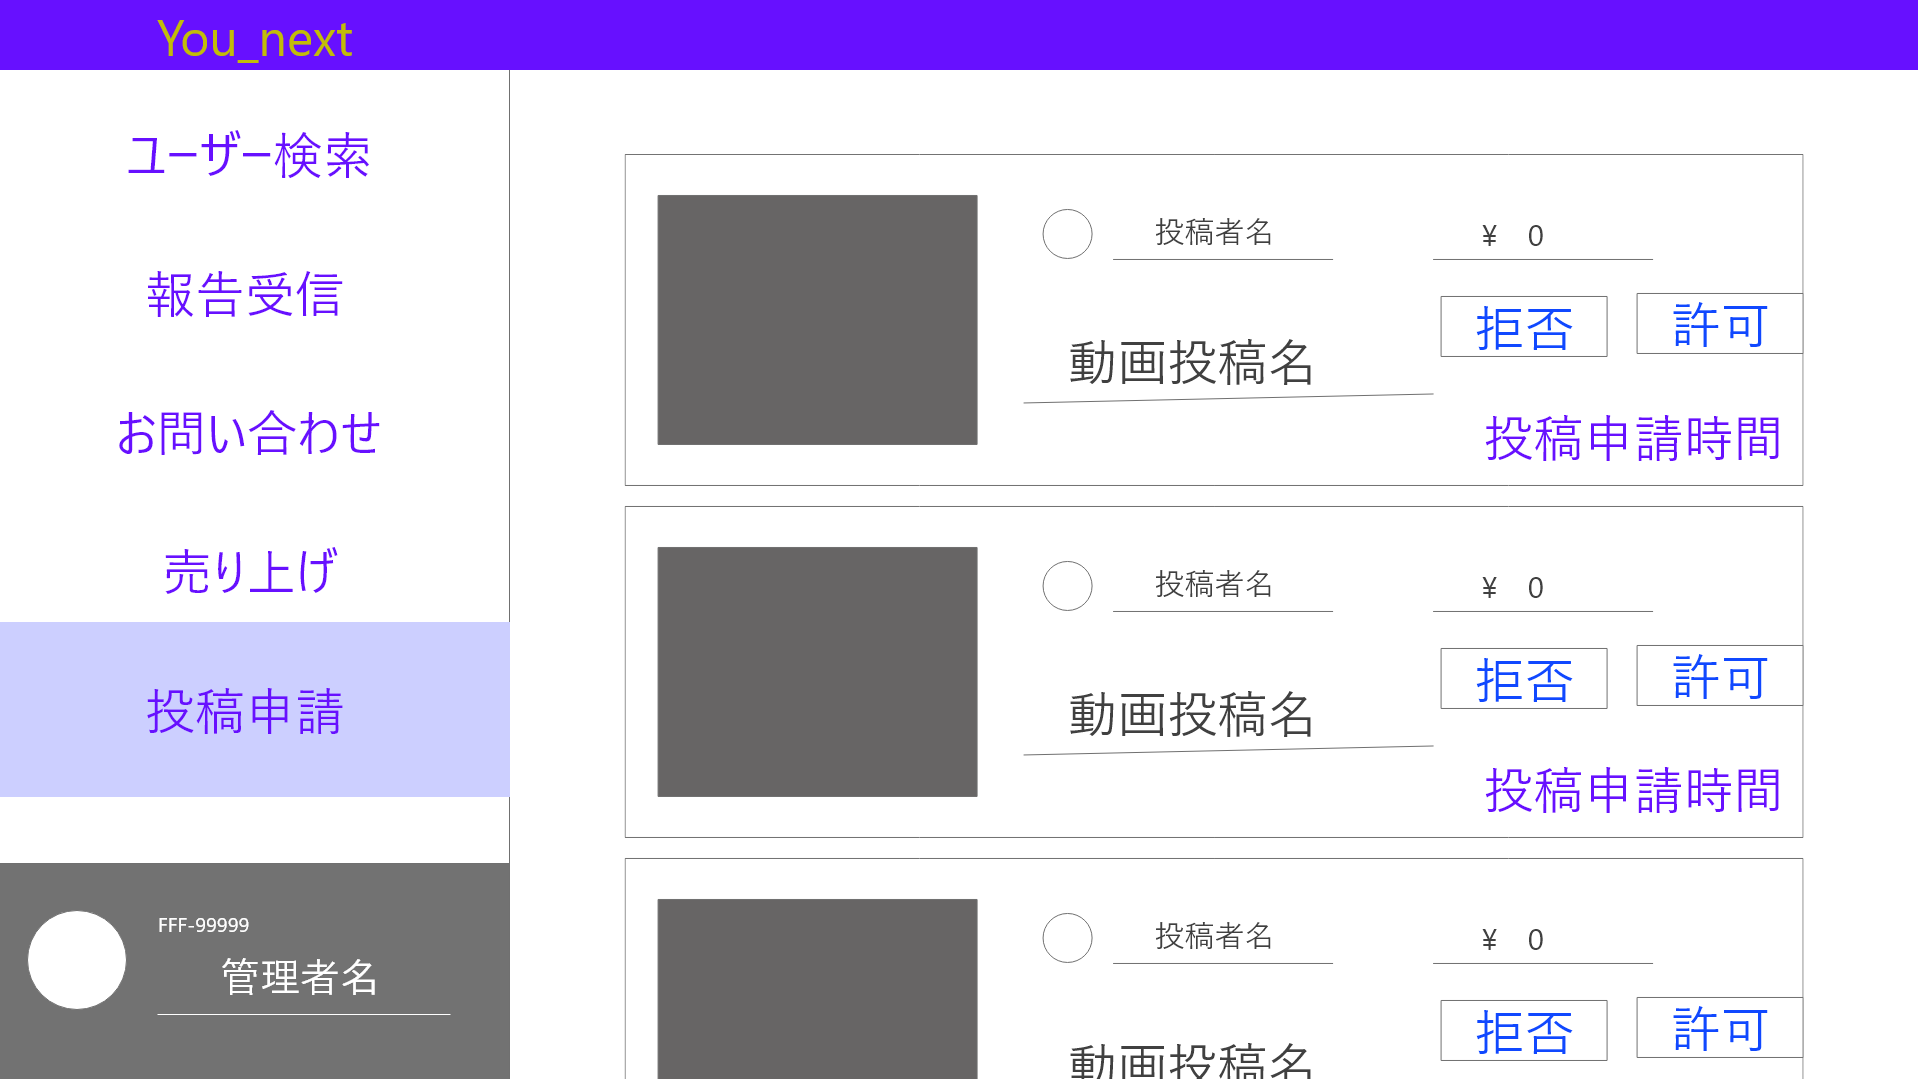 You_next
ユーザー検索
報告受信
お問い合わせ
売り上げ
投稿申請
FFF-99999
管理者名
投稿者名
¥ 0
拒否 許可
動画投稿名
投稿申請時間
投稿者名
¥ 0
拒否 許可
動画投稿名
投稿申請時間
投稿者名
¥ 0
拒否 許可
動画投稿名